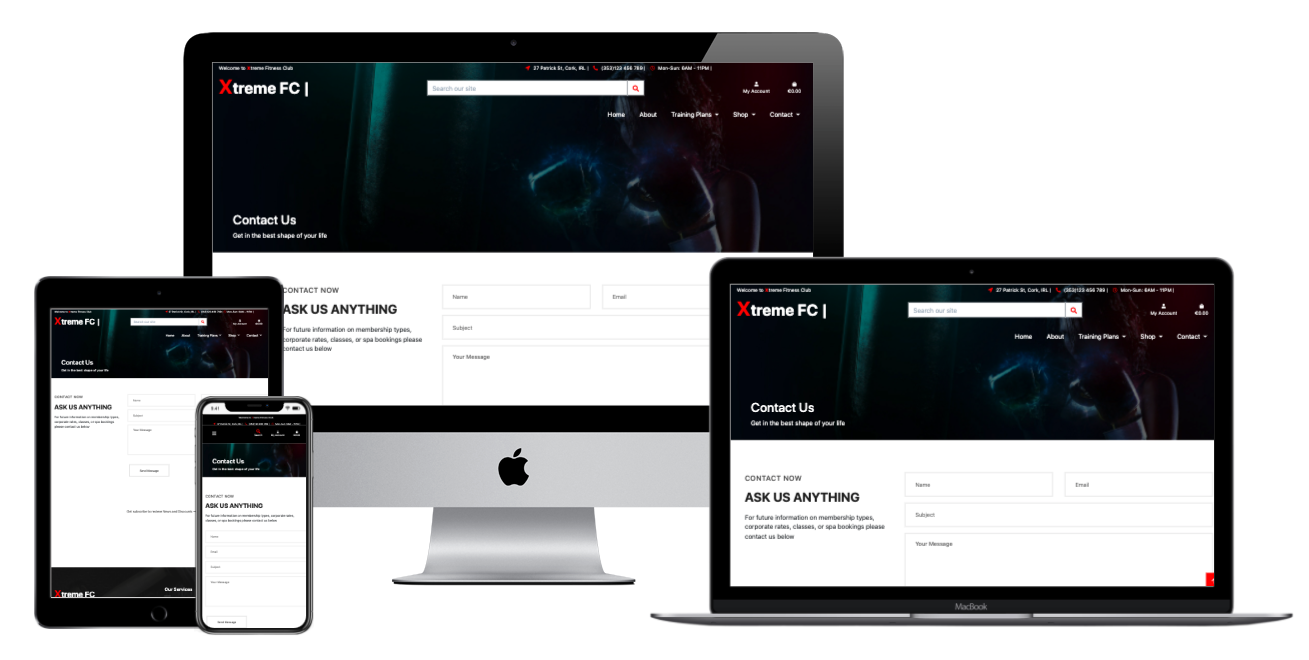 Welcome to Xtreme Fitness Club
27 Patrick St, Cork, IRL | (353)123 456 789 | Mon-Sun: 6AM - 11PM |
Xtreme FC |
Search our site
My Account
€0.00
Home About Training Plans Shop Contact
Contact Us
Get in the best shape of your life
CONTACT NOW
ASK US ANYTHING
For future information on membership types,
corporate rates, classes, or spa bookings please
contact us below
Name
Email
Subject
Your Message
Welcome to Xtreme Fitness Club
27 Patrick St, Cork, IRL | (353)123 456 789 | Mon-Sun: 6AM - 11PM |
Xtreme FC |
Search our site
My Account
€0.00
Home About Training Plans Shop Contact
Contact Us
Get in the best shape of your life
CONTACT NOW
ASK US ANYTHING
For future information on membership types,
corporate rates, classes, or spa bookings please
contact us below
Name
Email
Subject
Your Message
MacBook
Xtreme FC |
Search our site
My Account
Home About Training Plans Shop Contact
Contact Us
Get in the best shape of your life
CONTACT NOW
ASK US ANYTHING
For future information on membership types,
corporate rates, classes, or spa bookings
please contact us below
Name
Subject
Your Message
Send Message
Get subscribe to recieve News and Discounts
Xtreme FC
Our Services
9:41
Search
My Account
Contact Us
Get in the best shape of your life
CONTACT NOW
ASK US ANYTHING
For future information on membership types, corporate rates,
classes, or spa bookings please contact us below
Name
Email
Subject
Your Message
Send Message